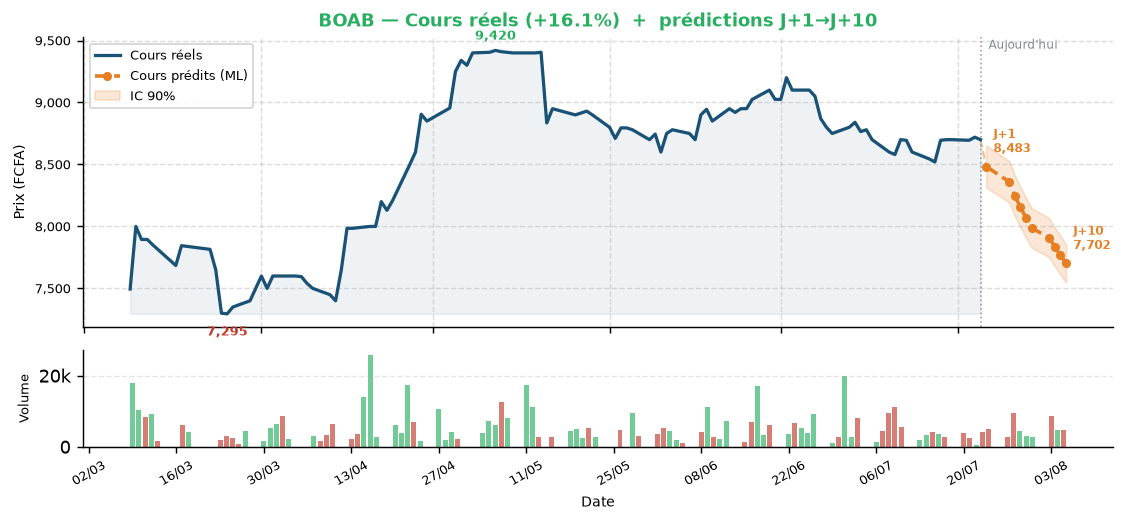 BOAB — Cours réels (+16.1%)  +  prédictions J+1→J+10
9,420
Aujourd'hui
Cours réels
Cours prédits (ML)
IC 90%
9,500
9,000
8,500
8,000
7,500
Prix (FCFA)
J+1
8,483
J+10
7,702
7,295
20k
0
Volume
02/03
16/03
30/03
13/04
27/04
11/05
25/05
08/06
22/06
06/07
20/07
03/08
Date